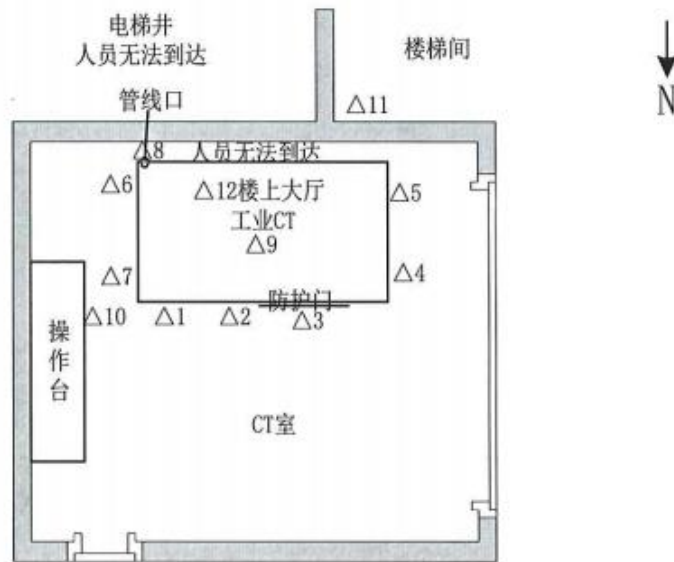 电梯井
人员无法到达
楼梯间
N
管线口
△11
△8 人员无法到达
△6
△12楼上大厅
△5
工业CT
△9
△7
△4
防护门
△10
△1
△2
△3
操作台
CT室